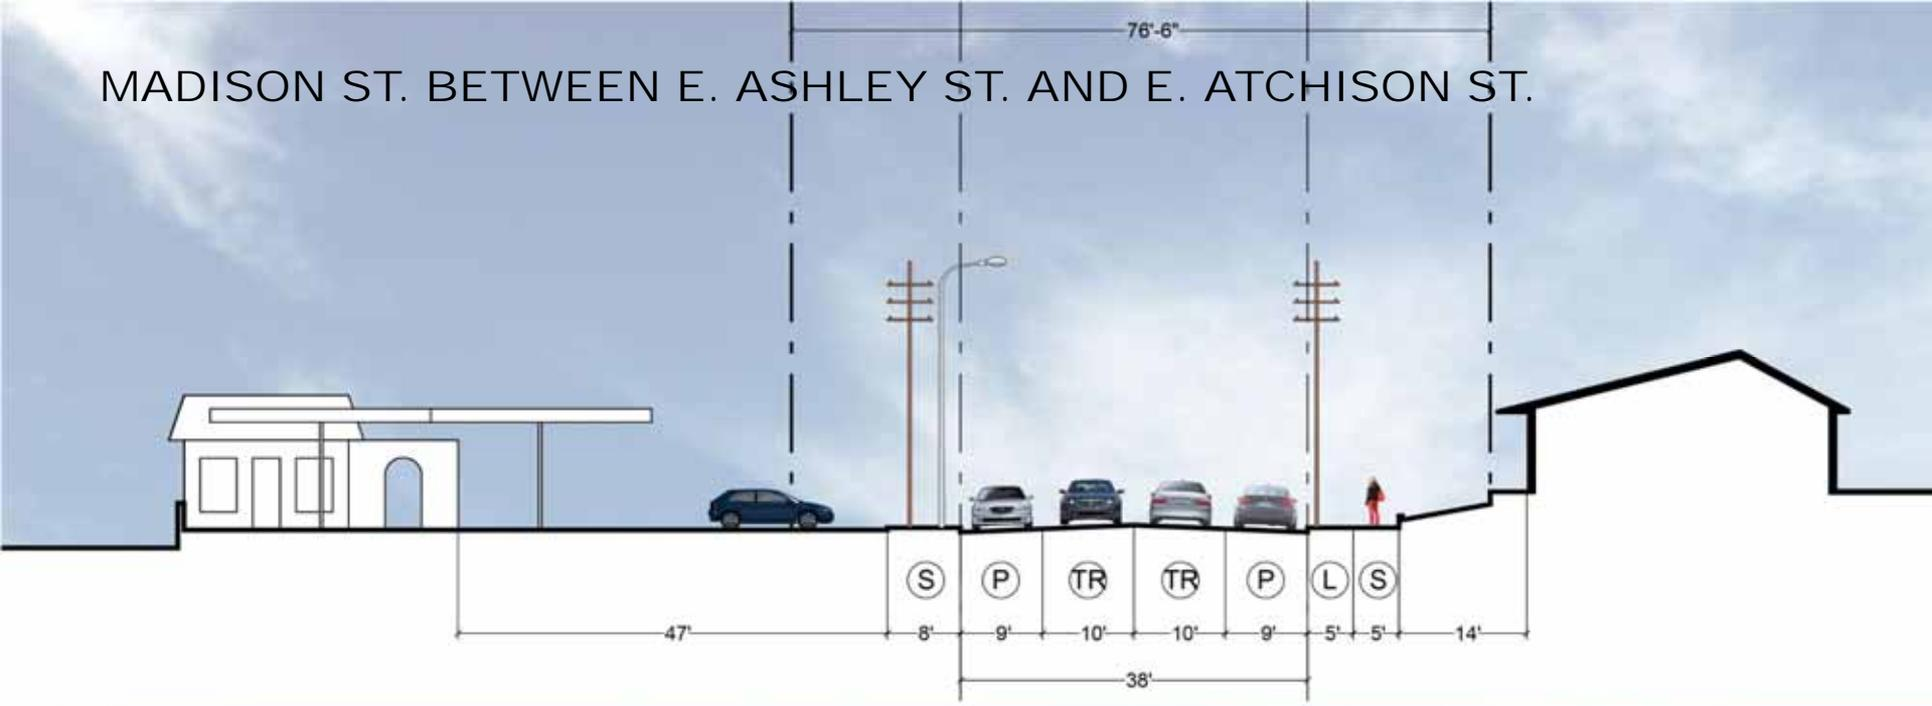 76'-6"
MADISON ST. BETWEEN E. ASHLEY ST. AND E. ATCHISON ST.
S P TR TR P L S
47' 8' 9' 10' 10' 9' 5' 5' 14'
38'